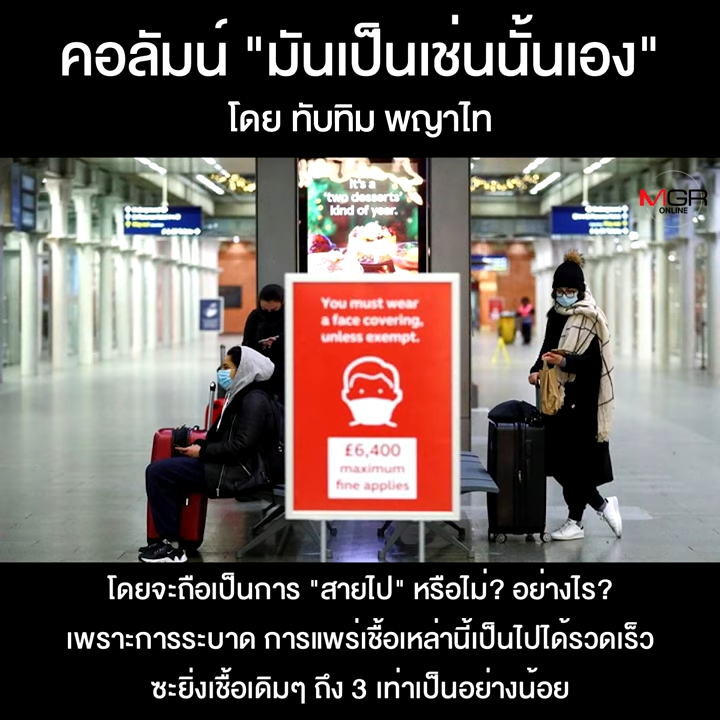 คอลัมน์ "มันเป็นเช่นนั้นเอง"
โดย ทับทิม พญาไท
MGR
ONLINE
It's a
'two desserts'
kind of year.
You must wear
a face covering,
unless exempt.
£6,400
maximum
fine applies
โดยจะถือเป็นการ "สายไป" หรือไม่? อย่างไร?
เพราะการระบาด การแพร่เชื้อเหล่านี้เป็นไปได้รวดเร็ว
ซะยิ่งเชื้อเดิมๆ ถึง 3 เท่าเป็นอย่างน้อย